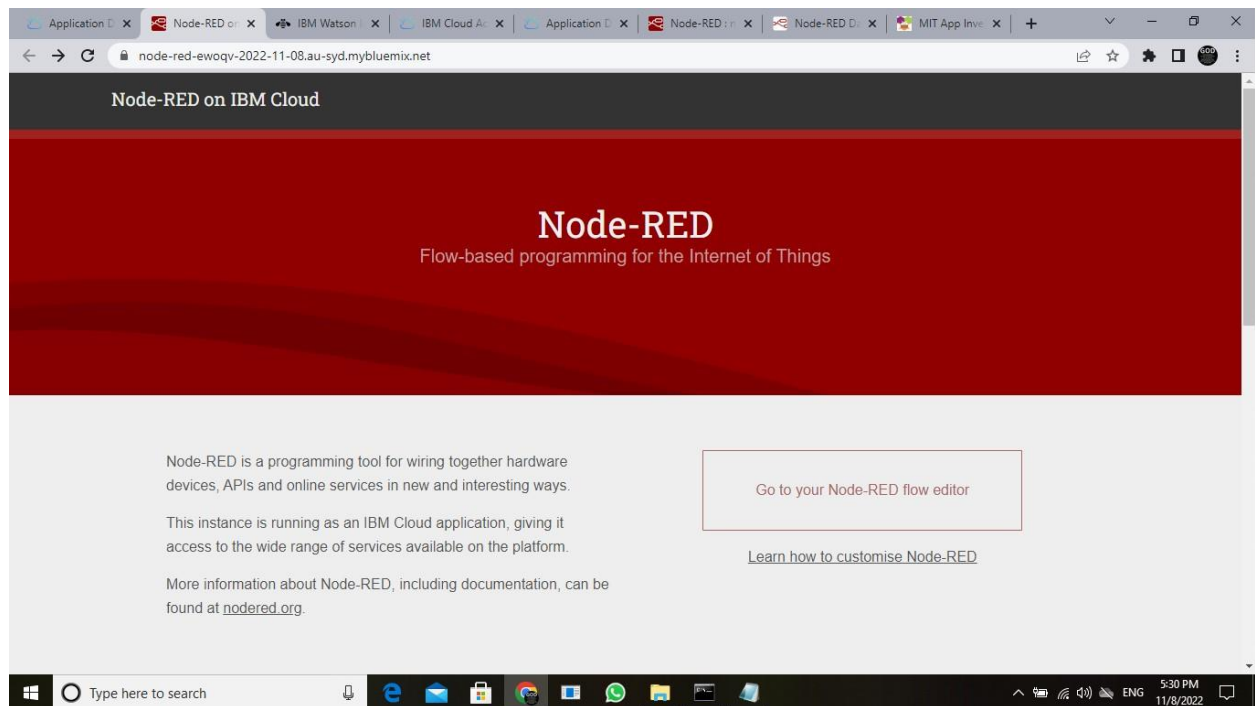 Application D
Node-RED or
IBM Watson I
IBM Cloud Ac
Application D
Node-RED : n
Node-RED Da
MIT App Inve
node-red-ewoqv-2022-11-08.au-syd.mybluemix.net
GOD
Node-RED on IBM Cloud
Node-RED
Flow-based programming for the Internet of Things
Node-RED is a programming tool for wiring together hardware
devices, APIs and online services in new and interesting ways.
This instance is running as an IBM Cloud application, giving it
access to the wide range of services available on the platform.
More information about Node-RED, including documentation, can be
found at nodered.org.
Go to your Node-RED flow editor
Learn how to customise Node-RED
Type here to search
ENG
5:30 PM
11/8/2022